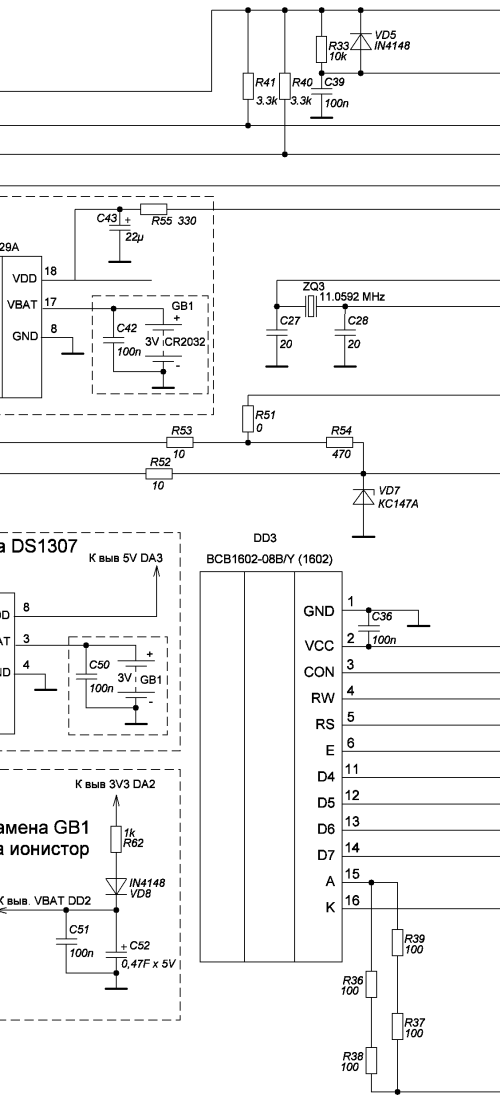 R33
10k
VD5
IN4148
R41
3.3k
R40
3.3k
C39
100n
C43
+
22µ
R55 330
29A
VDD 18
VBAT 17
GND 8
C42
100n
GB1
+
3V CR2032
-
ZQ3
11.0592 MHz
C27
20
C28
20
R51
0
R53
10
R54
470
R52
10
VD7
КС147А
а DS1307
К выв 5V DA3
DD
8
AT 3
ND 4
C50
100n
+
3V GB1
-
DD3
BCB1602-08B/Y (1602)
GND 1
VCC 2
CON 3
RW 4
RS 5
E 6
D4 11
D5 12
D6 13
D7 14
A 15
K 16
C36
100n
К выв 3V3 DA2
1k
R62
амена GB1
а ионистор
IN4148
VD8
К выв. VBAT DD2
C51
100n
+ C52
0,47F x 5V
R39
100
R36
100
R37
100
R38
100